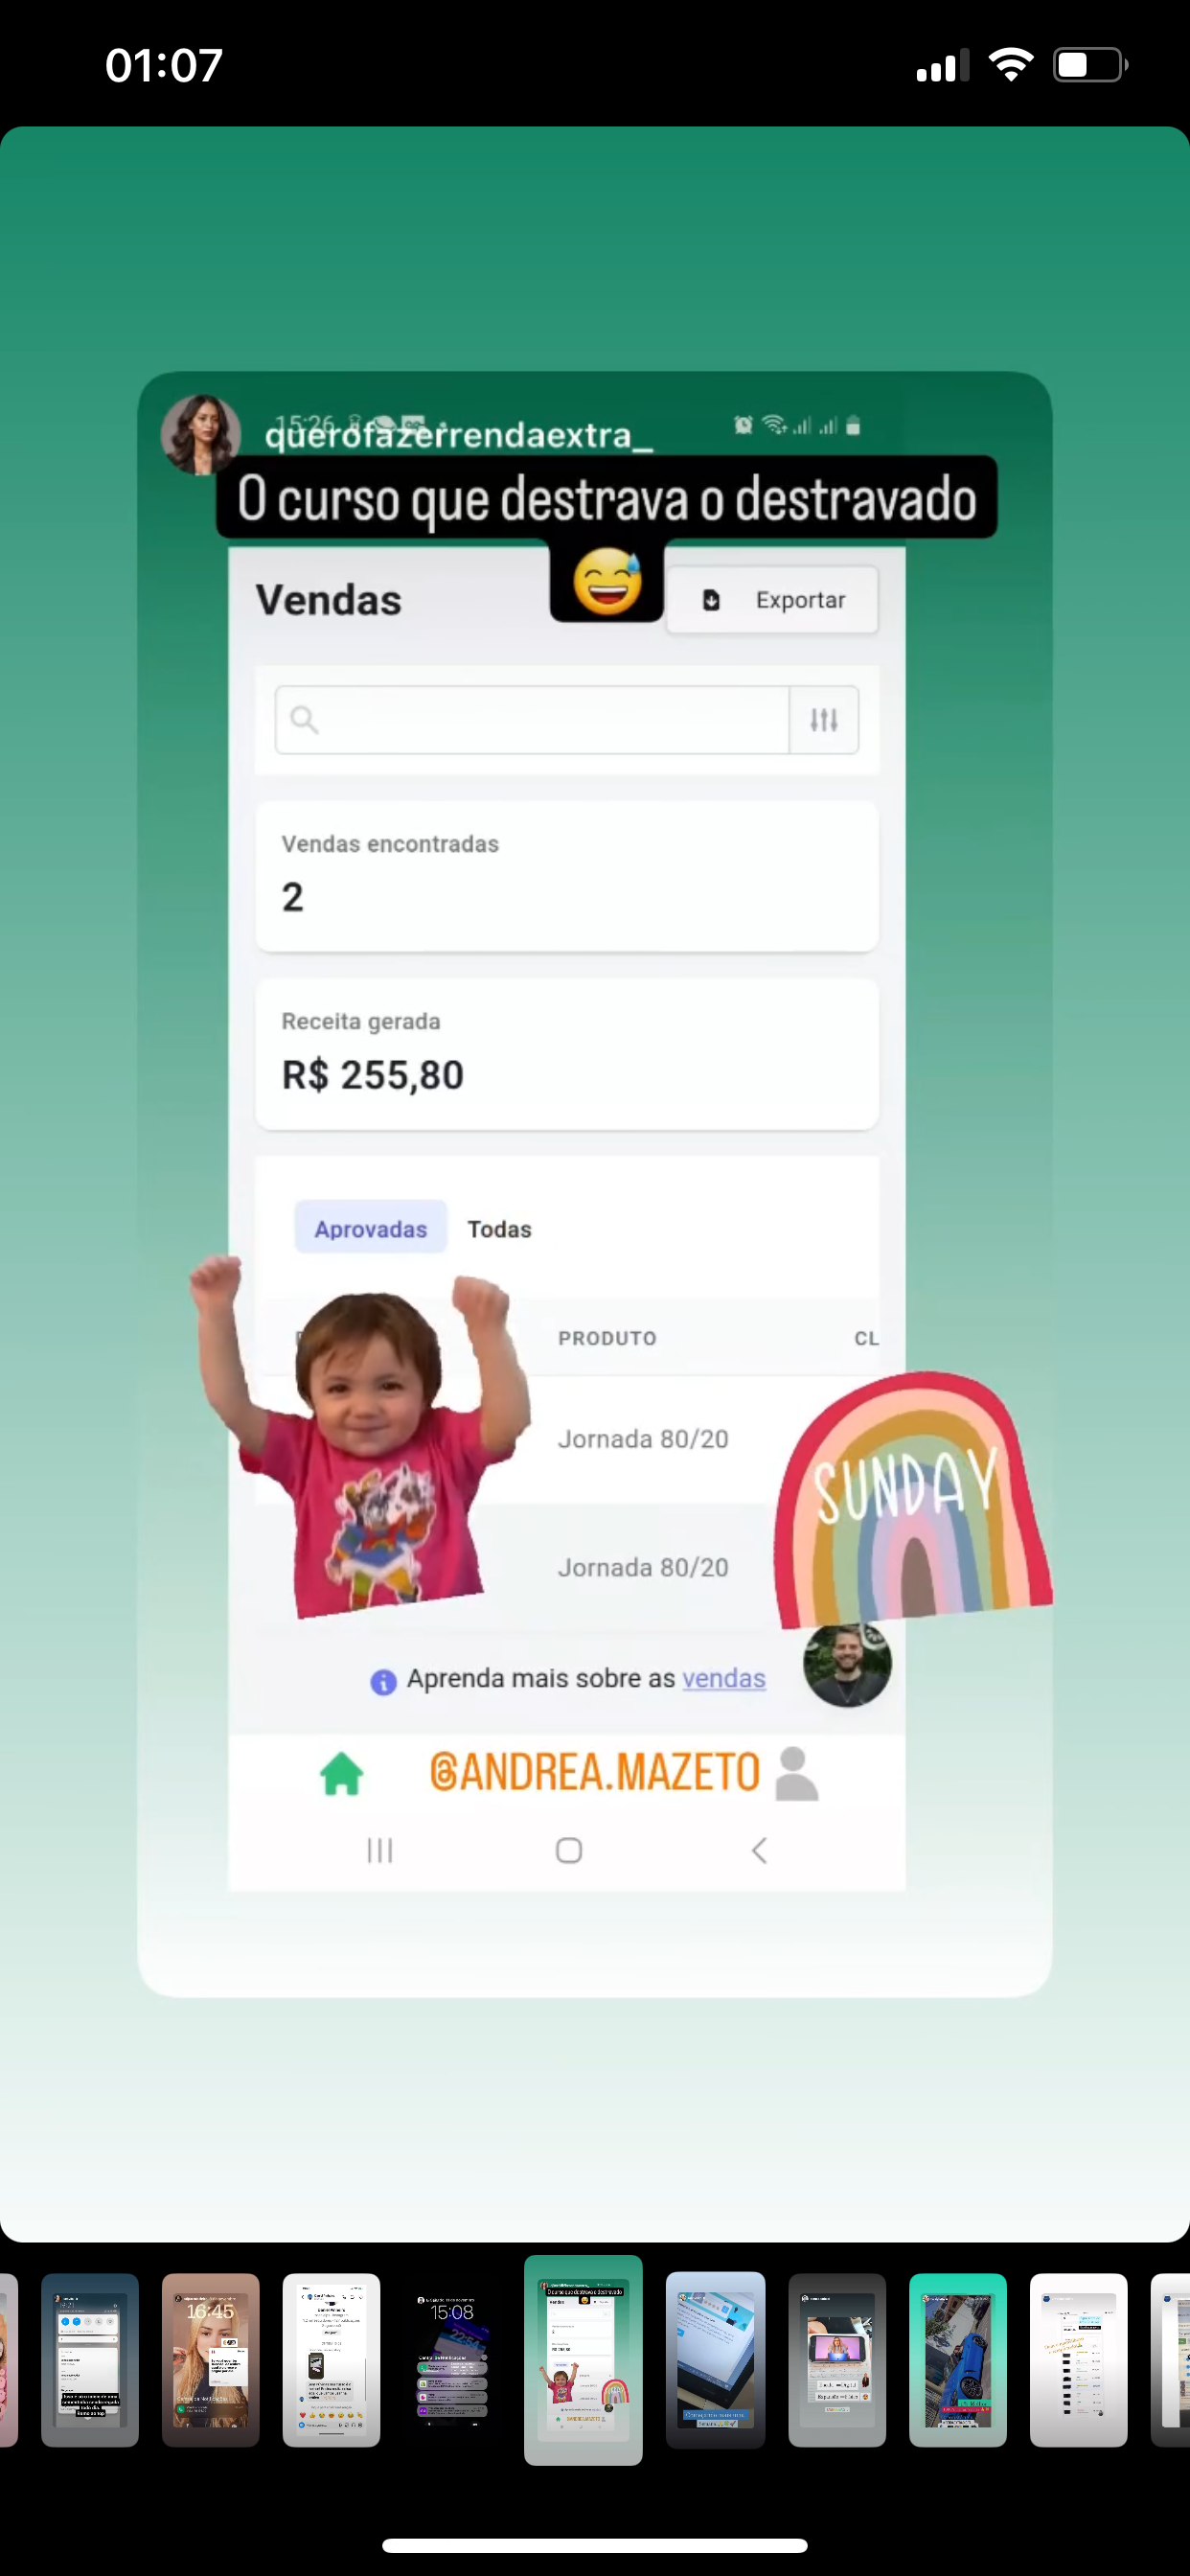 01:07
15:26
querofazerrendaextra_
O curso que destrava o destravado
😅
Vendas
Exportar
Vendas encontradas
2
Receita gerada
R$ 255,80
Aprovadas
Todas
PRODUTO
CL
Jornada 80/20
SUNDAY
Jornada 80/20
Aprenda mais sobre as vendas
@ANDREA.MAZETO
16:45
15:08